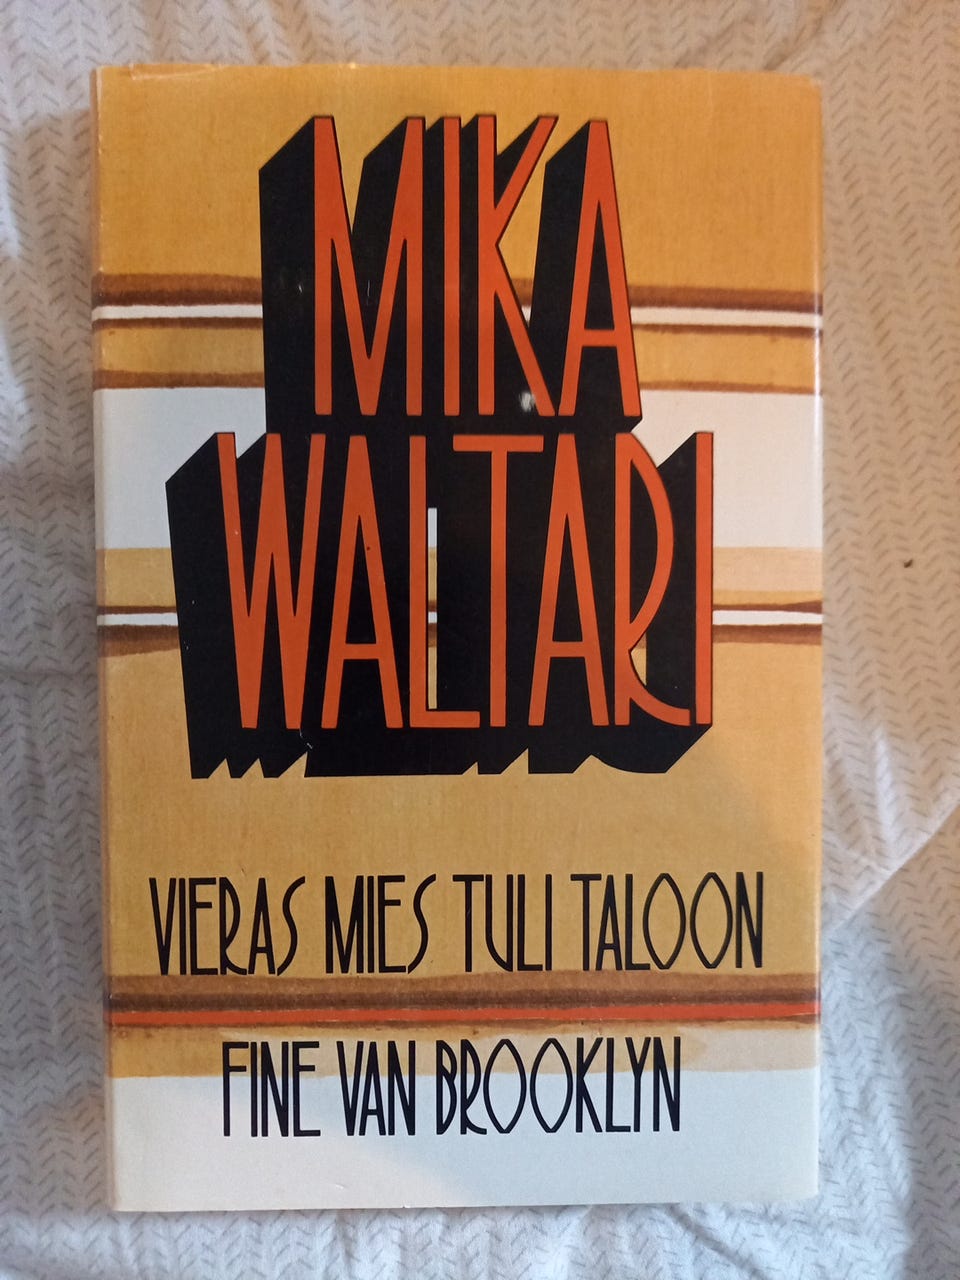 MIKA
WALTARI
VIERAS MIES TULI TALOON
FINE VAN BROOKLYN